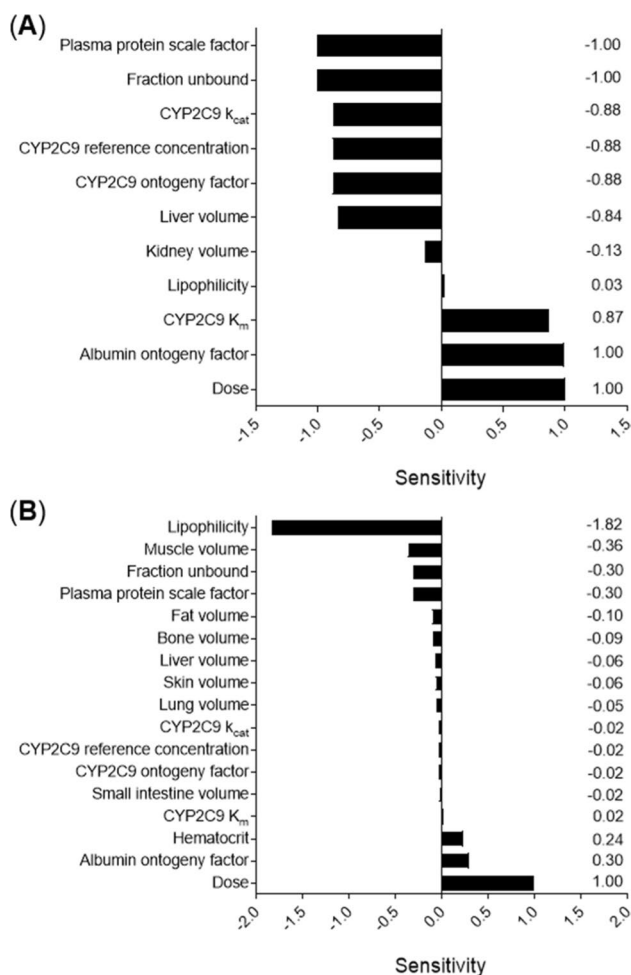 (A)
Plasma protein scale factor -1.00
Fraction unbound -1.00
CYP2C9 kcat -0.88
CYP2C9 reference concentration -0.88
CYP2C9 ontogeny factor -0.88
Liver volume -0.84
Kidney volume -0.13
Lipophilicity 0.03
CYP2C9 Km 0.87
Albumin ontogeny factor 1.00
Dose 1.00
-1.5 -1.0 -0.5 0.0 0.5 1.0 1.5
Sensitivity
(B)
Lipophilicity -1.82
Muscle volume -0.36
Fraction unbound -0.30
Plasma protein scale factor -0.30
Fat volume -0.10
Bone volume -0.09
Liver volume -0.06
Skin volume -0.06
Lung volume -0.05
CYP2C9 kcat -0.02
CYP2C9 reference concentration -0.02
CYP2C9 ontogeny factor -0.02
Small intestine volume -0.02
CYP2C9 Km 0.02
Hematocrit 0.24
Albumin ontogeny factor 0.30
Dose 1.00
-2.0 -1.5 -1.0 -0.5 0.0 0.5 1.0 1.5 2.0
Sensitivity